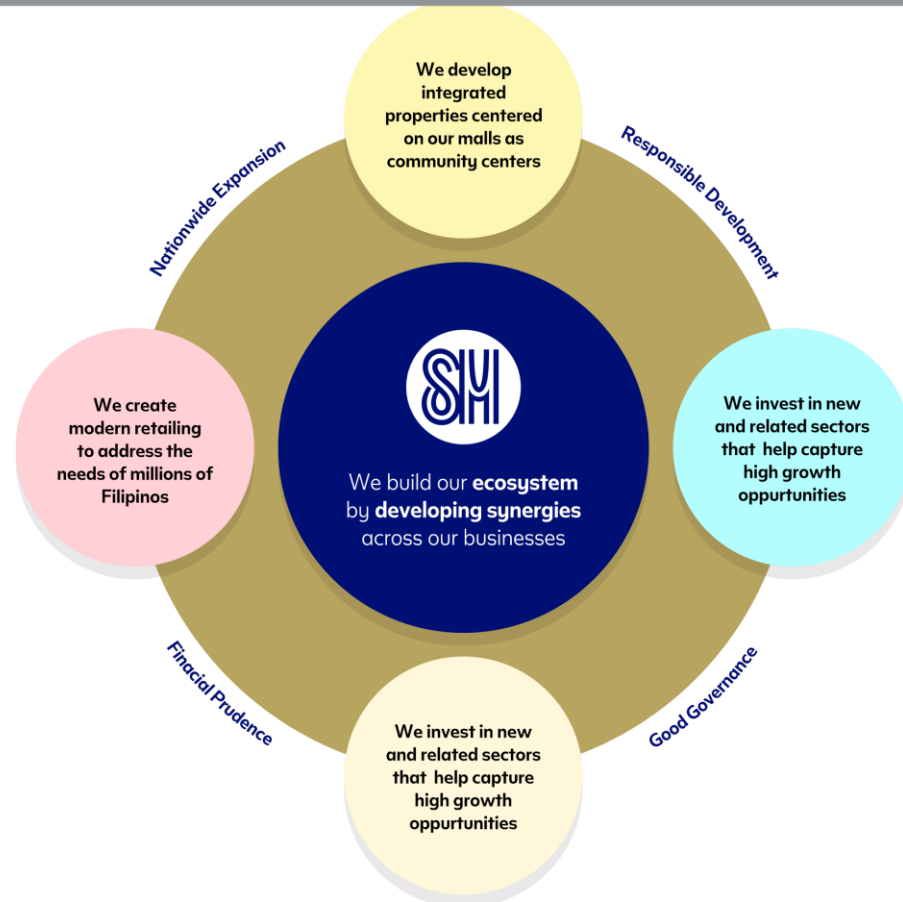 We develop
integrated
properties centered
on our malls as
community centers
Nationwide Expansion
Responsible Development
We create
modern retailing
to address the
needs of millions of
Filipinos
SM
We build our ecosystem
by developing synergies
across our businesses
We invest in new
and related sectors
that help capture
high growth
oppurtunities
Finacial Prudence
Good Governance
We invest in new
and related sectors
that help capture
high growth
oppurtunities